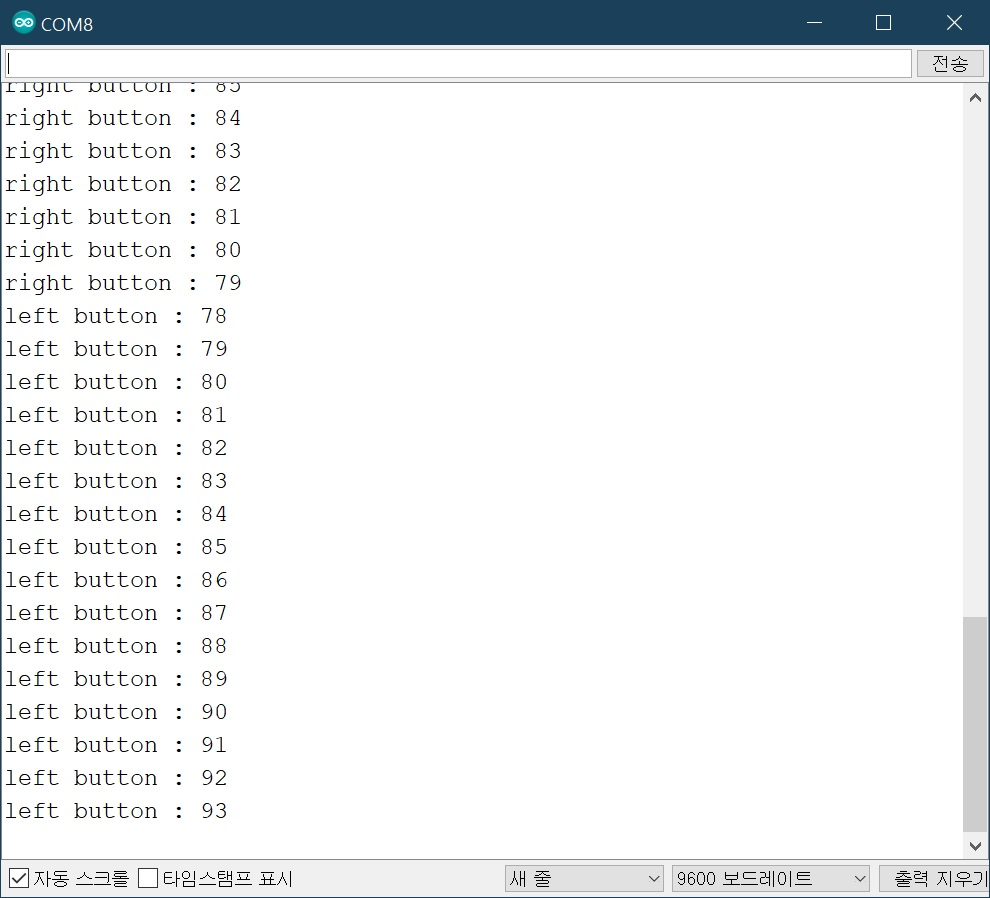 COM8
전송
right button : 85
right button : 84
right button : 83
right button : 82
right button : 81
right button : 80
right button : 79
left button : 78
left button : 79
left button : 80
left button : 81
left button : 82
left button : 83
left button : 84
left button : 85
left button : 86
left button : 87
left button : 88
left button : 89
left button : 90
left button : 91
left button : 92
left button : 93
자동 스크롤 타임스탬프 표시 새 줄 9600 보드레이트 출력 지우기